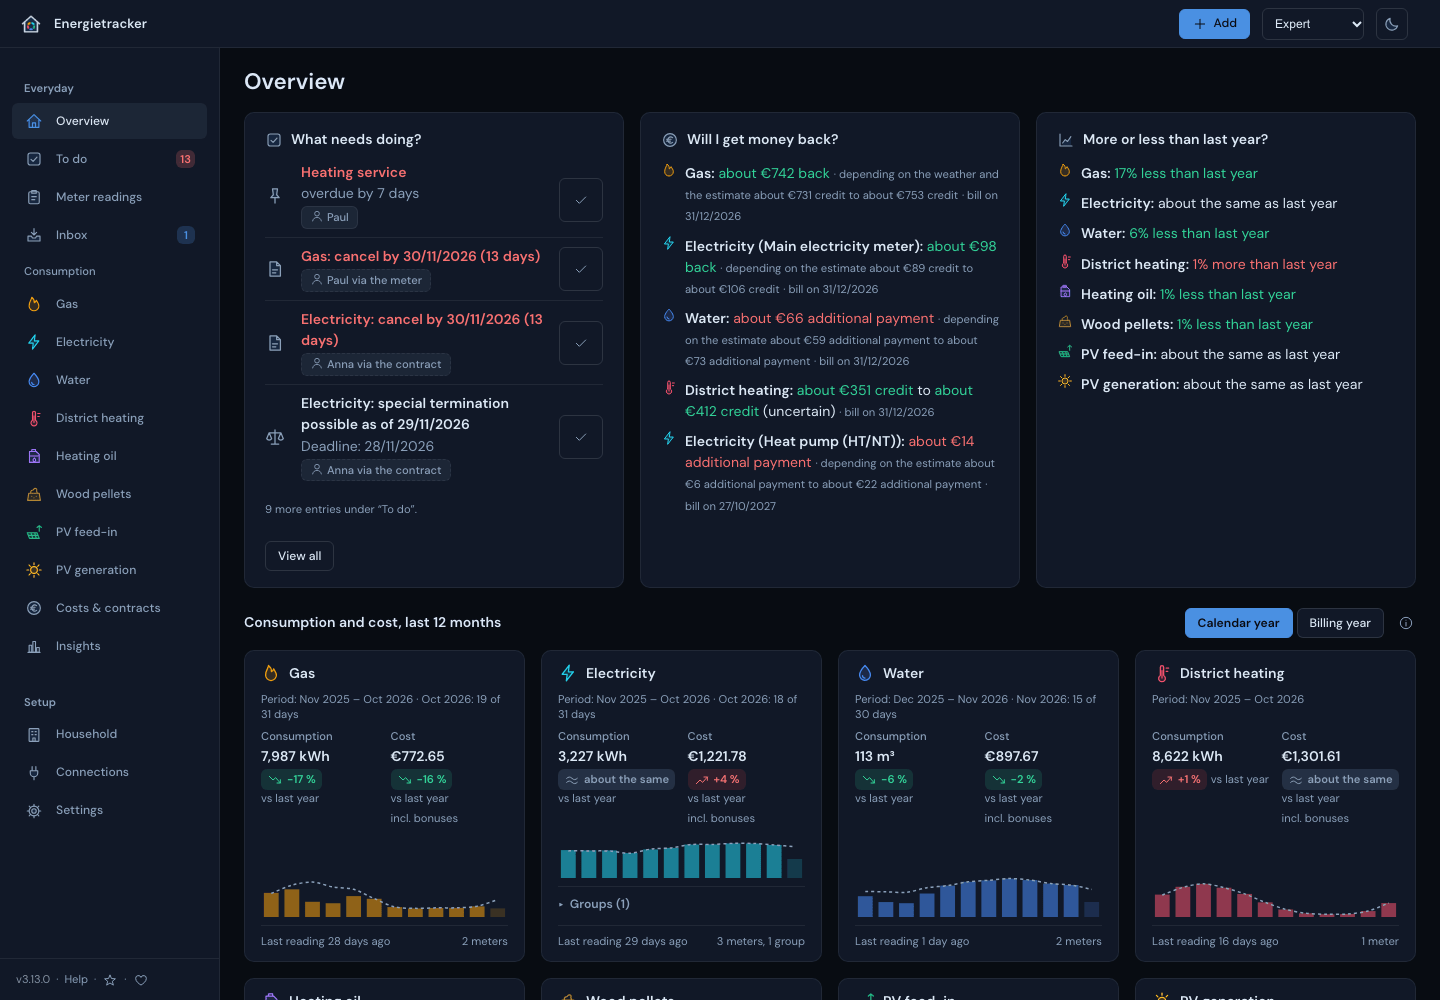 Energietracker
Add
Expert
Everyday
Overview
To do
13
Meter readings
Inbox
1
Consumption
Gas
Electricity
Water
District heating
Heating oil
Wood pellets
PV feed-in
PV generation
Costs & contracts
Insights
Setup
Household
Connections
Settings
v3.13.0 · Help · ·
Overview
What needs doing?
Heating service
overdue by 7 days
Paul
Gas: cancel by 30/11/2026 (13 days)
Paul via the meter
Electricity: cancel by 30/11/2026 (13
days)
Anna via the contract
Electricity: special termination
possible as of 29/11/2026
Deadline: 28/11/2026
Anna via the contract
9 more entries under “To do”.
View all
Will I get money back?
Gas: about €742 back · depending on the weather and
the estimate about €731 credit to about €753 credit · bill on
31/12/2026
Electricity (Main electricity meter): about €98
back · depending on the estimate about €89 credit to
about €106 credit · bill on 31/12/2026
Water: about €66 additional payment · depending
on the estimate about €59 additional payment to about
€73 additional payment · bill on 31/12/2026
District heating: about €351 credit to about
€412 credit (uncertain) · bill on 31/12/2026
Electricity (Heat pump (HT/NT)): about €14
additional payment · depending on the estimate about
€6 additional payment to about €22 additional payment ·
bill on 27/10/2027
More or less than last year?
Gas: 17% less than last year
Electricity: about the same as last year
Water: 6% less than last year
District heating: 1% more than last year
Heating oil: 1% less than last year
Wood pellets: 1% less than last year
PV feed-in: about the same as last year
PV generation: about the same as last year
Consumption and cost, last 12 months
Calendar year
Billing year
Gas
Period: Nov 2025 – Oct 2026 · Oct 2026: 19 of
31 days
Consumption
Cost
7,987 kWh
€772.65
-17 %
-16 %
vs last year
vs last year
incl. bonuses
Last reading 28 days ago
2 meters
Electricity
Period: Nov 2025 – Oct 2026 · Oct 2026: 18 of
31 days
Consumption
Cost
3,227 kWh
€1,221.78
about the same
+4 %
vs last year
vs last year
incl. bonuses
Groups (1)
Last reading 29 days ago
3 meters, 1 group
Water
Period: Dec 2025 – Nov 2026 · Nov 2026: 15 of
30 days
Consumption
Cost
113 m³
€897.67
-6 %
-2 %
vs last year
vs last year
incl. bonuses
Last reading 1 day ago
2 meters
District heating
Period: Nov 2025 – Oct 2026
Consumption
Cost
8,622 kWh
€1,301.61
+1 % vs last year
about the same
vs last year
incl. bonuses
Last reading 16 days ago
1 meter
Heating oil
Wood pellets
PV feed-in
PV generation